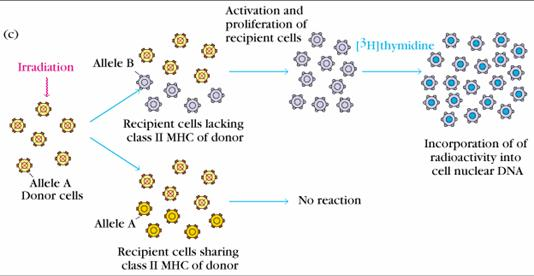 (c)
Irradiation
Allele A
Donor cells
Allele B
Recipient cells lacking
class II MHC of donor
Activation and
proliferation of
recipient cells
[³H]thymidine
Incorporation of of
radioactivity into
cell nuclear DNA
Allele A
Recipient cells sharing
class II MHC of donor
No reaction